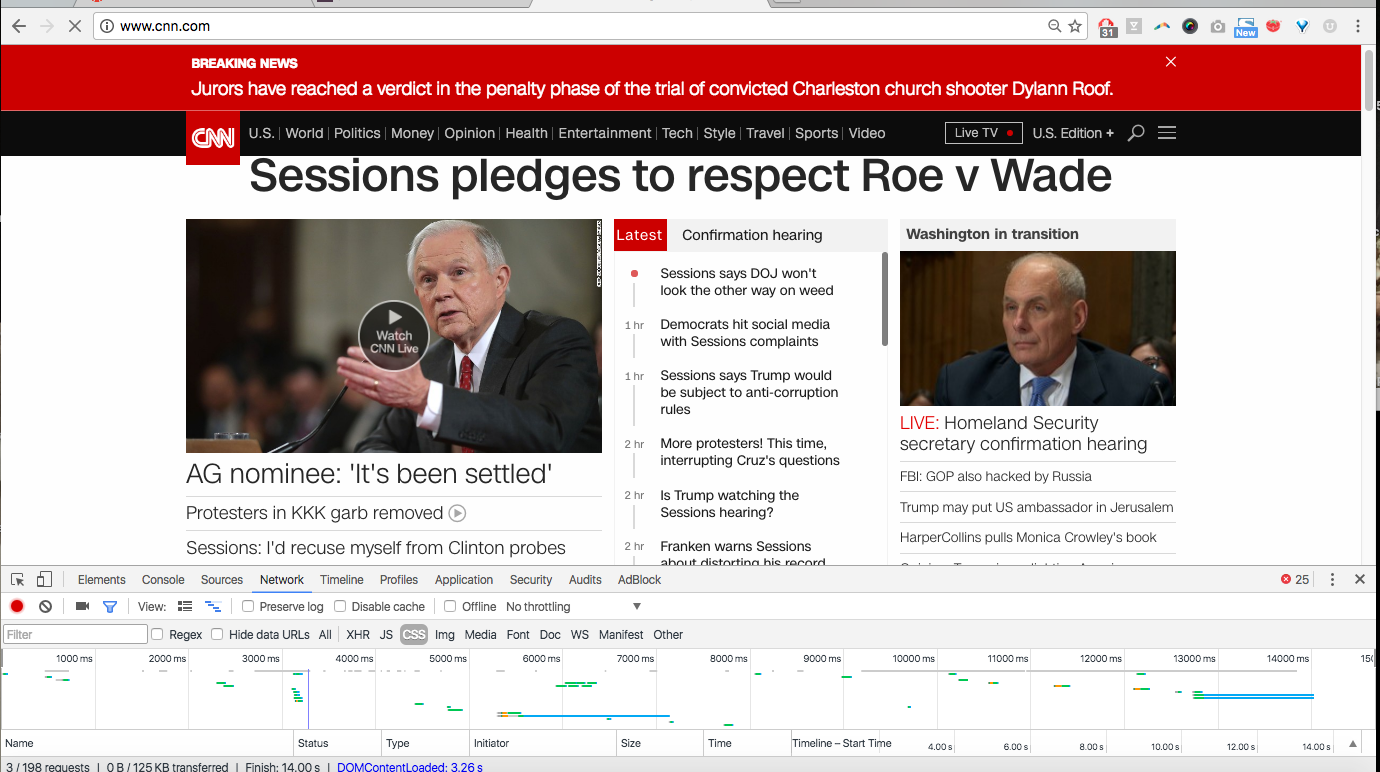 www.cnn.com
31
New
BREAKING NEWS
Jurors have reached a verdict in the penalty phase of the trial of convicted Charleston church shooter Dylann Roof.
CNN
U.S. World Politics Money Opinion Health Entertainment Tech Style Travel Sports Video
Live TV
U.S. Edition +
Sessions pledges to respect Roe v Wade
Watch
CNN Live
AG nominee: 'It's been settled'
Protesters in KKK garb removed
Sessions: I'd recuse myself from Clinton probes
Latest Confirmation hearing
Sessions says DOJ won't
look the other way on weed
1 hr Democrats hit social media
with Sessions complaints
1 hr Sessions says Trump would
be subject to anti-corruption
rules
2 hr More protesters! This time,
interrupting Cruz's questions
2 hr Is Trump watching the
Sessions hearing?
2 hr Franken warns Sessions
about distorting his record
Washington in transition
LIVE: Homeland Security
secretary confirmation hearing
FBI: GOP also hacked by Russia
Trump may put US ambassador in Jerusalem
HarperCollins pulls Monica Crowley's book
Elements Console Sources Network Timeline Profiles Application Security Audits AdBlock 25
View: Preserve log Disable cache Offline No throttling
Filter Regex Hide data URLs All XHR JS CSS Img Media Font Doc WS Manifest Other
1000 ms 2000 ms 3000 ms 4000 ms 5000 ms 6000 ms 7000 ms 8000 ms 9000 ms 10000 ms 11000 ms 12000 ms 13000 ms 14000 ms
Name Status Type Initiator Size Time Timeline – Start Time 4.00 s 6.00 s 8.00 s 10.00 s 12.00 s 14.00 s
3 / 198 requests | 0 B / 125 KB transferred | Finish: 14.00 s | DOMContentLoaded: 3.26 s